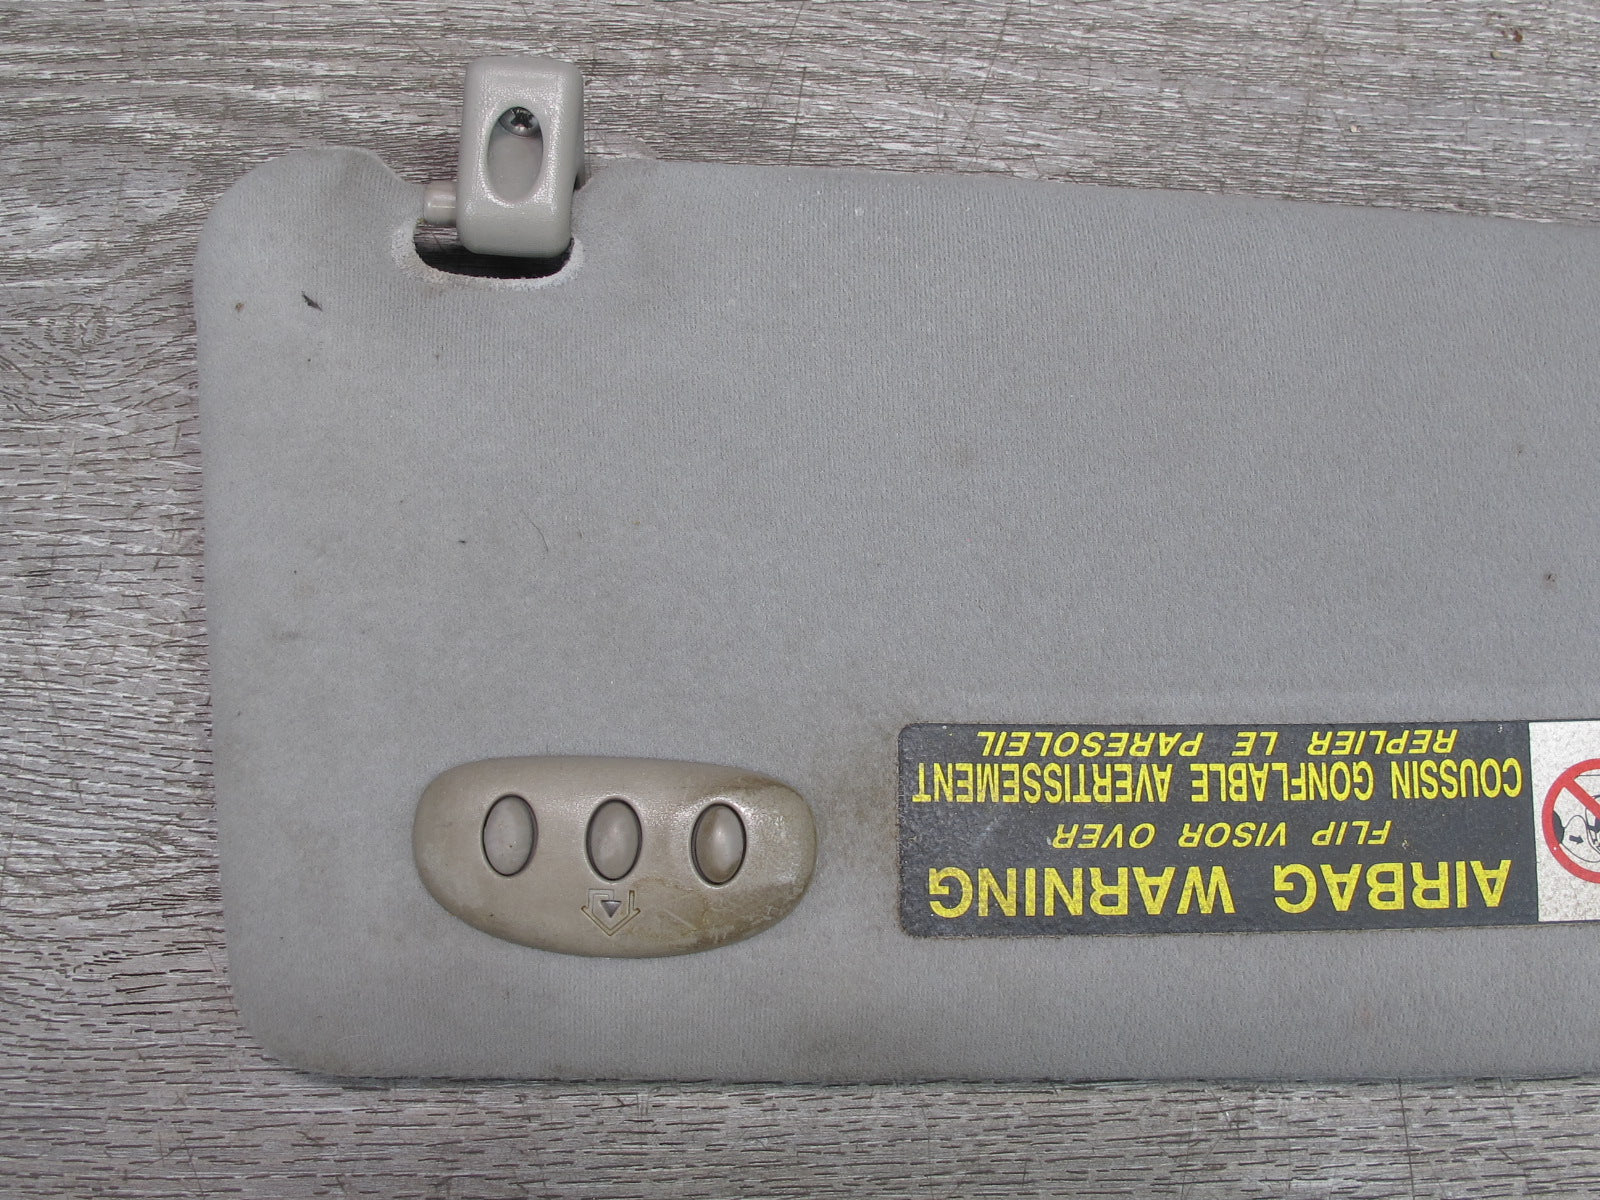 AIRBAG WARNING
FLIP VISOR OVER
COUSSIN GONFLABLE AVERTISSEMENT
REPLIER LE PARESOLEIL